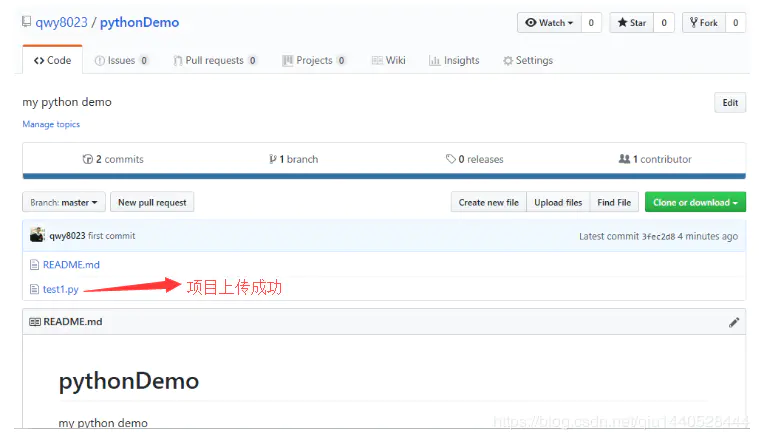 qwy8023 / pythonDemo
Watch 0 Star 0 Fork 0
Code Issues 0 Pull requests 0 Projects 0 Wiki Insights Settings
my python demo Edit
Manage topics
2 commits 1 branch 0 releases 1 contributor
Branch: master New pull request Create new file Upload files Find File Clone or download
qwy8023 first commit Latest commit 3fec2d8 4 minutes ago
README.md
test1.py 项目上传成功
README.md
pythonDemo
my python demo
https://blog.csdn.net/qiu1440528444